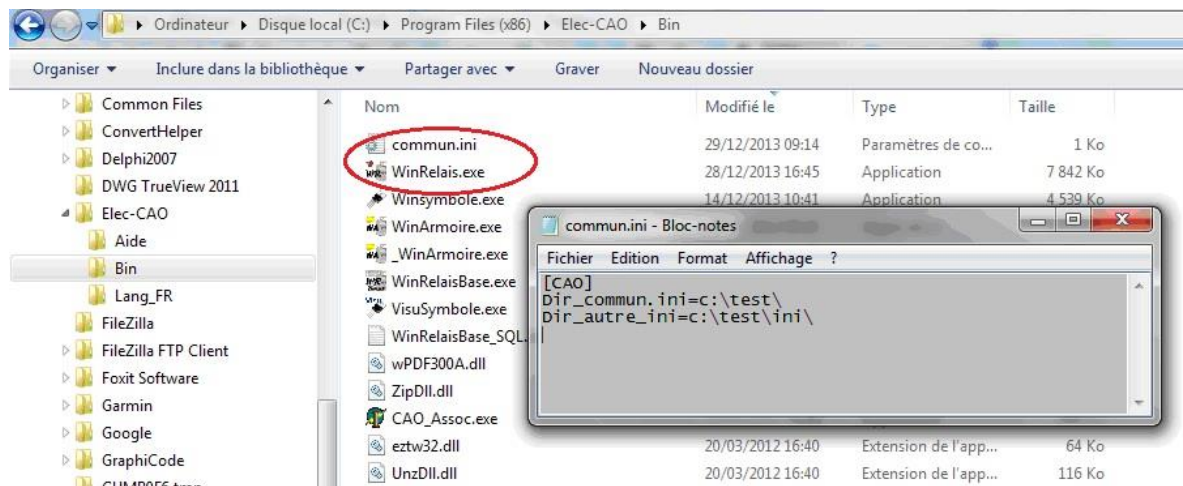 Ordinateur Disque local (C:) Program Files (x86) Elec-CAO Bin
Organiser Inclure dans la bibliothèque Partager avec Graver Nouveau dossier
Common Files
ConvertHelper
Delphi2007
DWG TrueView 2011
Elec-CAO
Aide
Bin
Lang_FR
FileZilla
FileZilla FTP Client
Foxit Software
Garmin
Google
GraphiCode
Nom Modifié le Type Taille
commun.ini 29/12/2013 09:14 Paramètres de co... 1 Ko
WinRelais.exe 28/12/2013 16:45 Application 7 842 Ko
Winsymbole.exe 14/12/2013 10:41 Application 4 539 Ko
WinArmoire.exe
_WinArmoire.exe
WinRelaisBase.exe
VisuSymbole.exe
WinRelaisBase_SQL.
wPDF300A.dll
ZipDll.dll
CAO_Assoc.exe
eztw32.dll 20/03/2012 16:40 Extension de l'app... 64 Ko
UnzDll.dll 20/03/2012 16:40 Extension de l'app... 116 Ko
commun.ini - Bloc-notes
Fichier Edition Format Affichage ?
[CAO]
Dir_commun.ini=c:\test\
Dir_autre_ini=c:\test\ini\